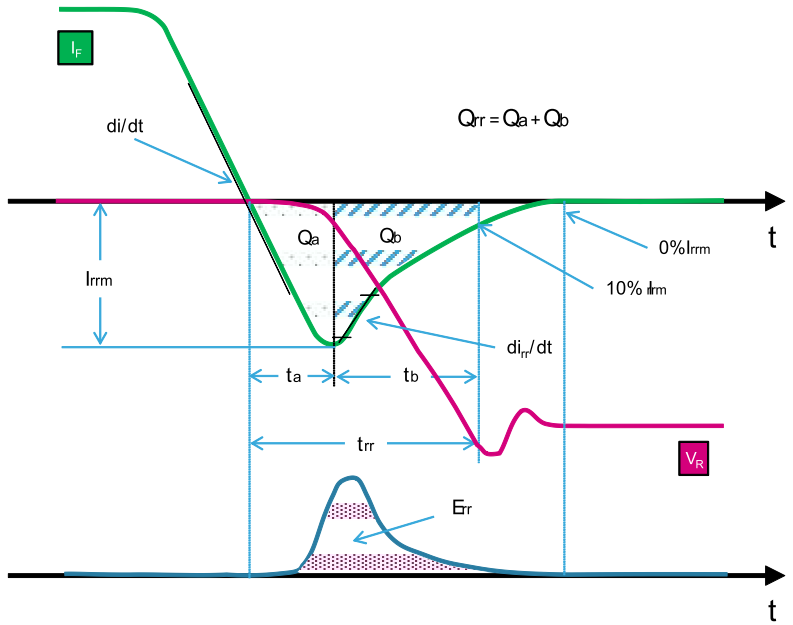 IF
di/dt
Qrr = Qa + Qb
t
Qa
Qb
0%Irrm
Irrm
10% Irrm
dirr/dt
ta
tb
trr
VR
Err
t